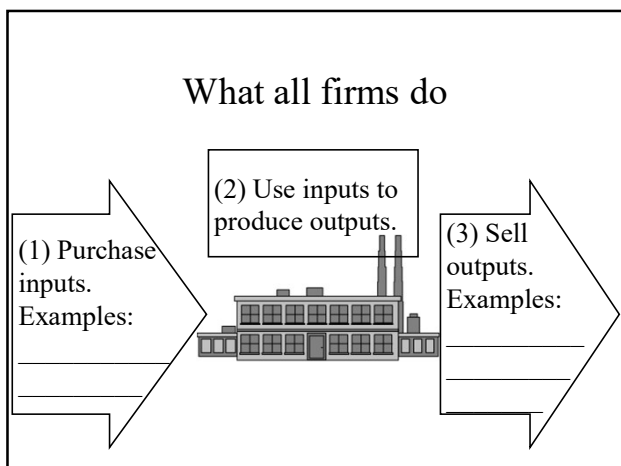 What all firms do
(1) Purchase
inputs.
Examples:
(2) Use inputs to
produce outputs.
(3) Sell
outputs.
Examples: